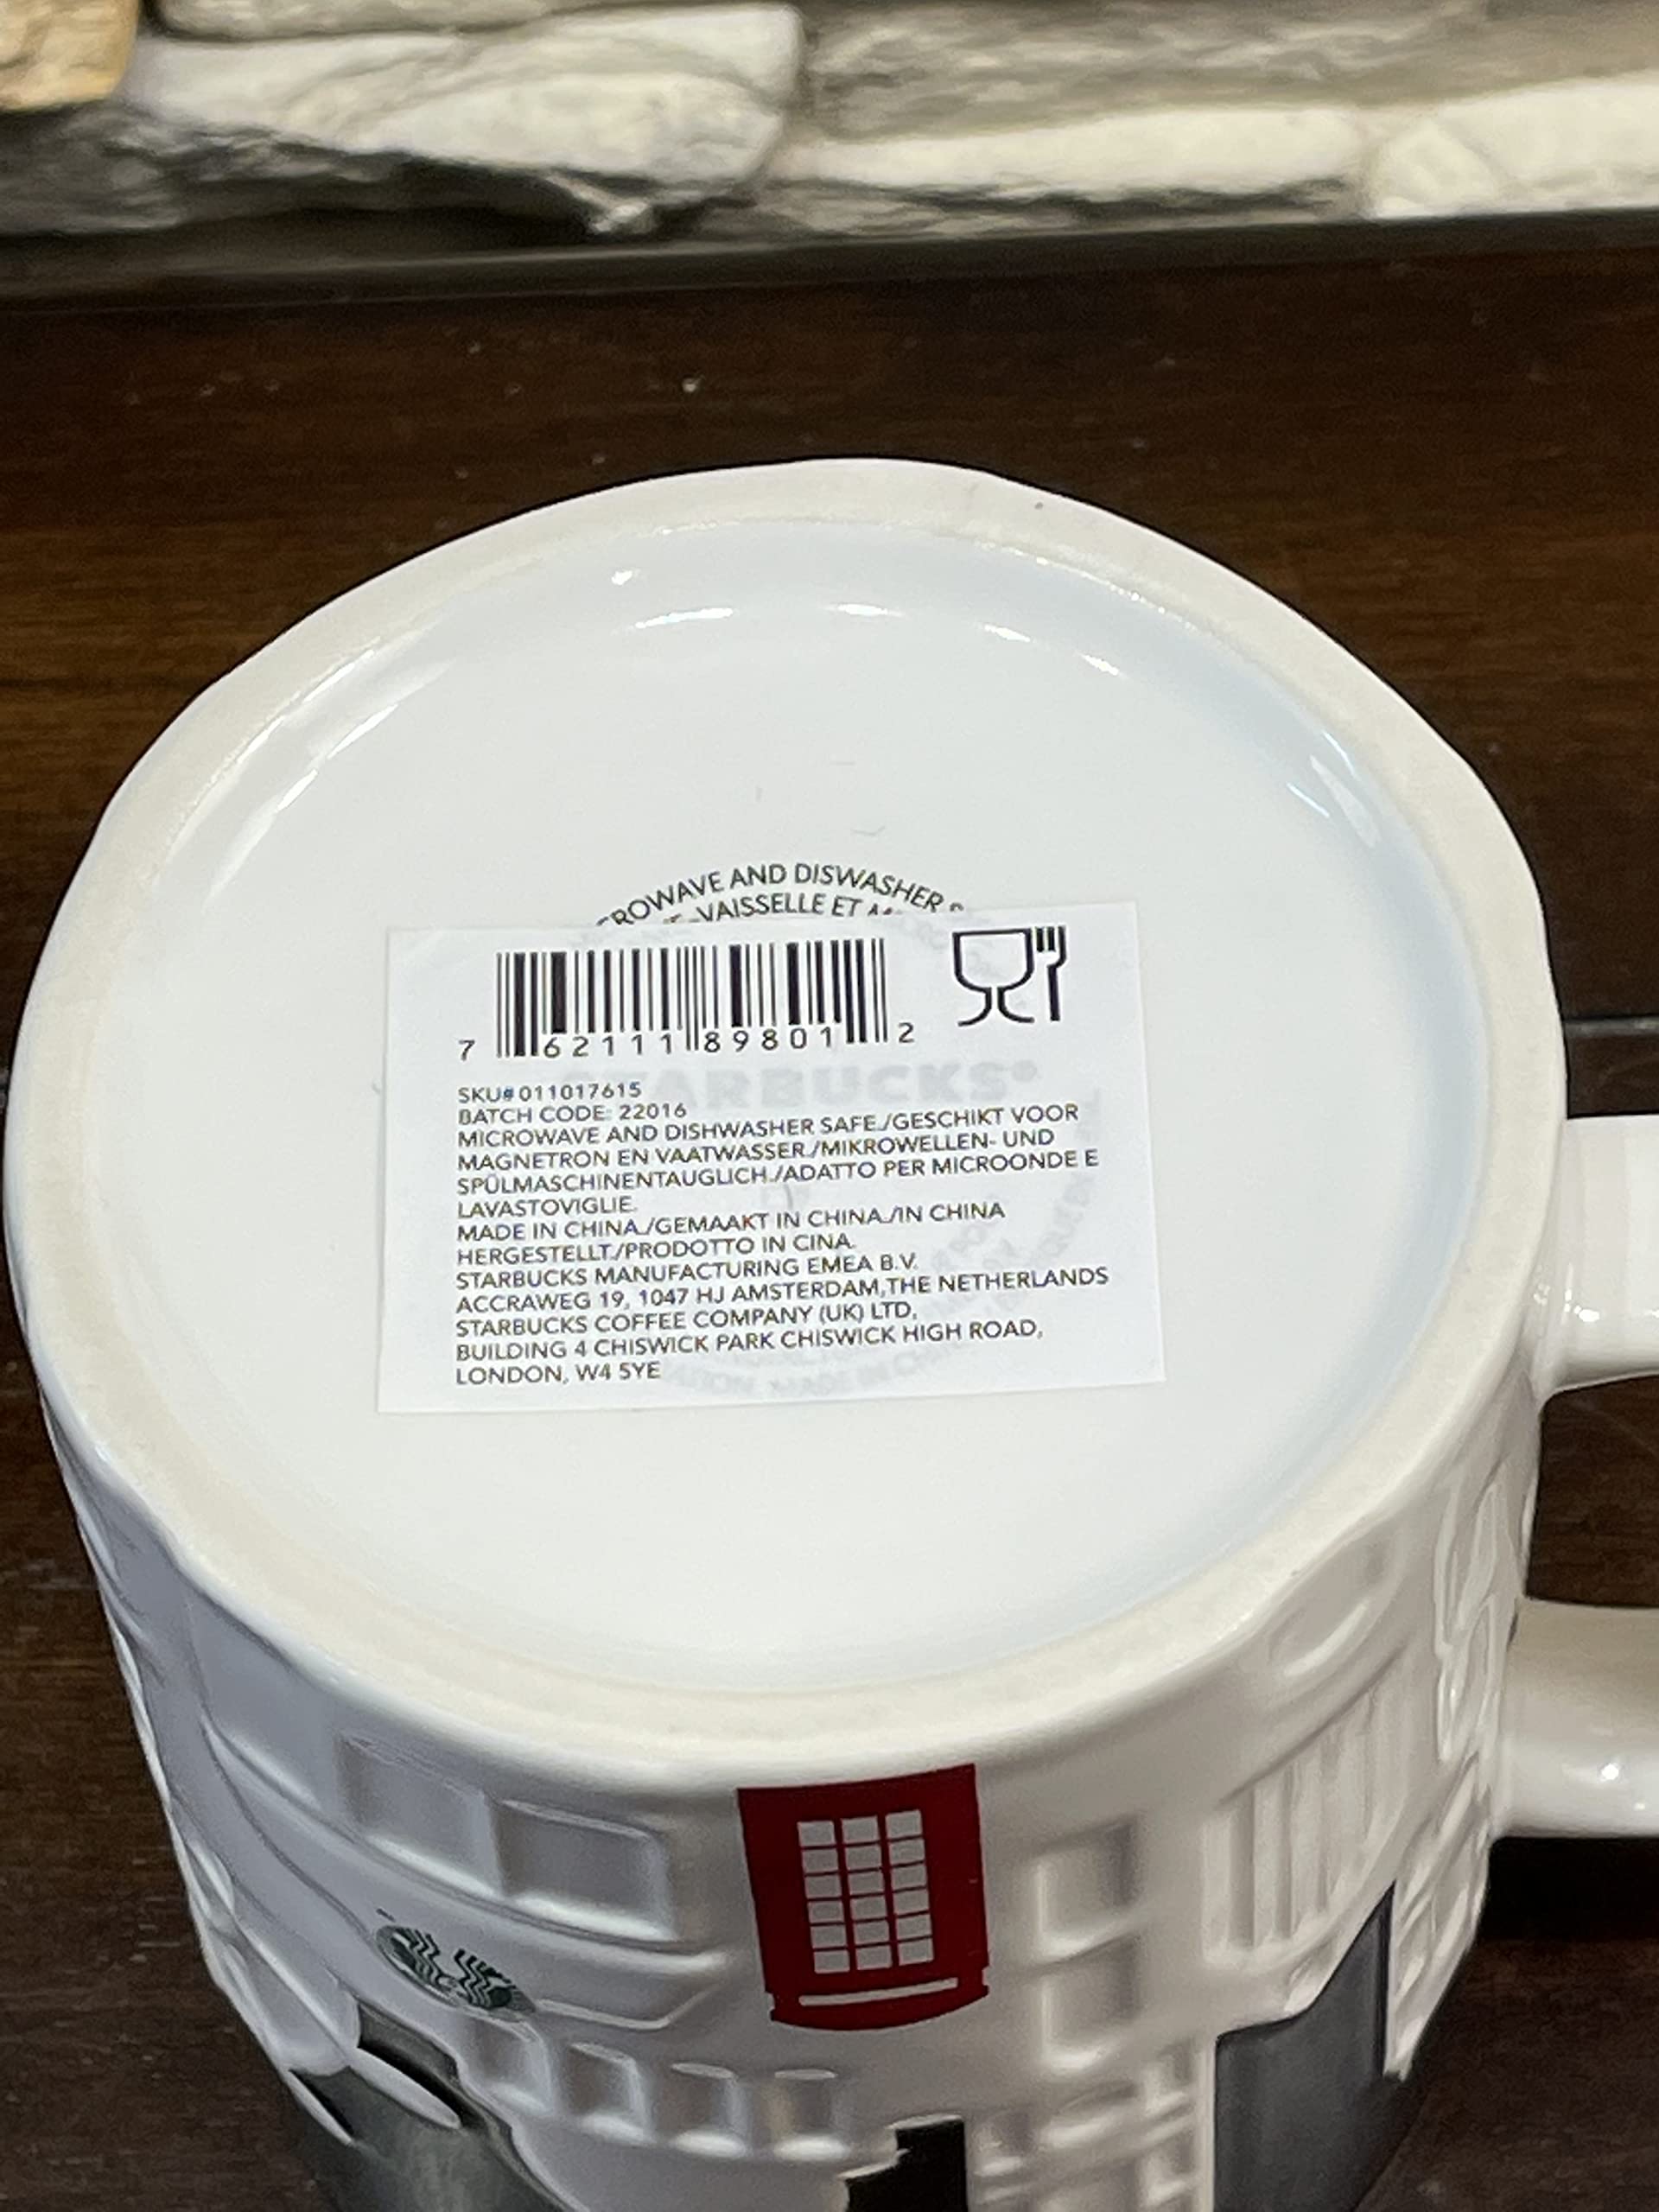 ROWAVE AND DISWASHER
VAISSELLE ET
7 62111 89801 2
STARBUCKS®
SKU#011017615
BATCH CODE: 22016
MICROWAVE AND DISHWASHER SAFE./GESCHIKT VOOR
MAGNETRON EN VAATWASSER./MIKROWELLEN- UND
SPÜLMASCHINENTAUGLICH./ADATTO PER MICROONDE E
LAVASTOVIGLIE.
MADE IN CHINA./GEMAAKT IN CHINA./IN CHINA
HERGESTELLT./PRODOTTO IN CINA.
STARBUCKS MANUFACTURING EMEA B.V.
ACCRAWEG 19, 1047 HJ AMSTERDAM,THE NETHERLANDS
STARBUCKS COFFEE COMPANY (UK) LTD,
BUILDING 4 CHISWICK PARK CHISWICK HIGH ROAD,
LONDON, W4 5YE